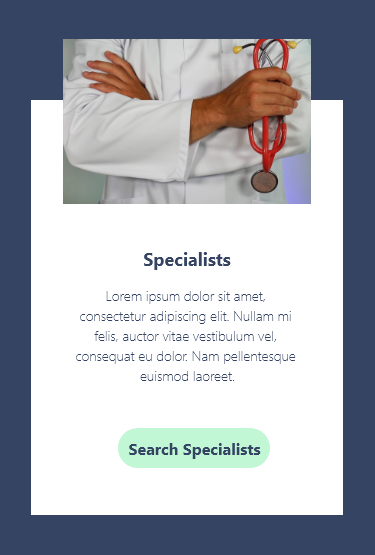 Specialists
Lorem ipsum dolor sit amet,
consectetur adipiscing elit. Nullam mi
felis, auctor vitae vestibulum vel,
consequat eu dolor. Nam pellentesque
euismod laoreet.
Search Specialists